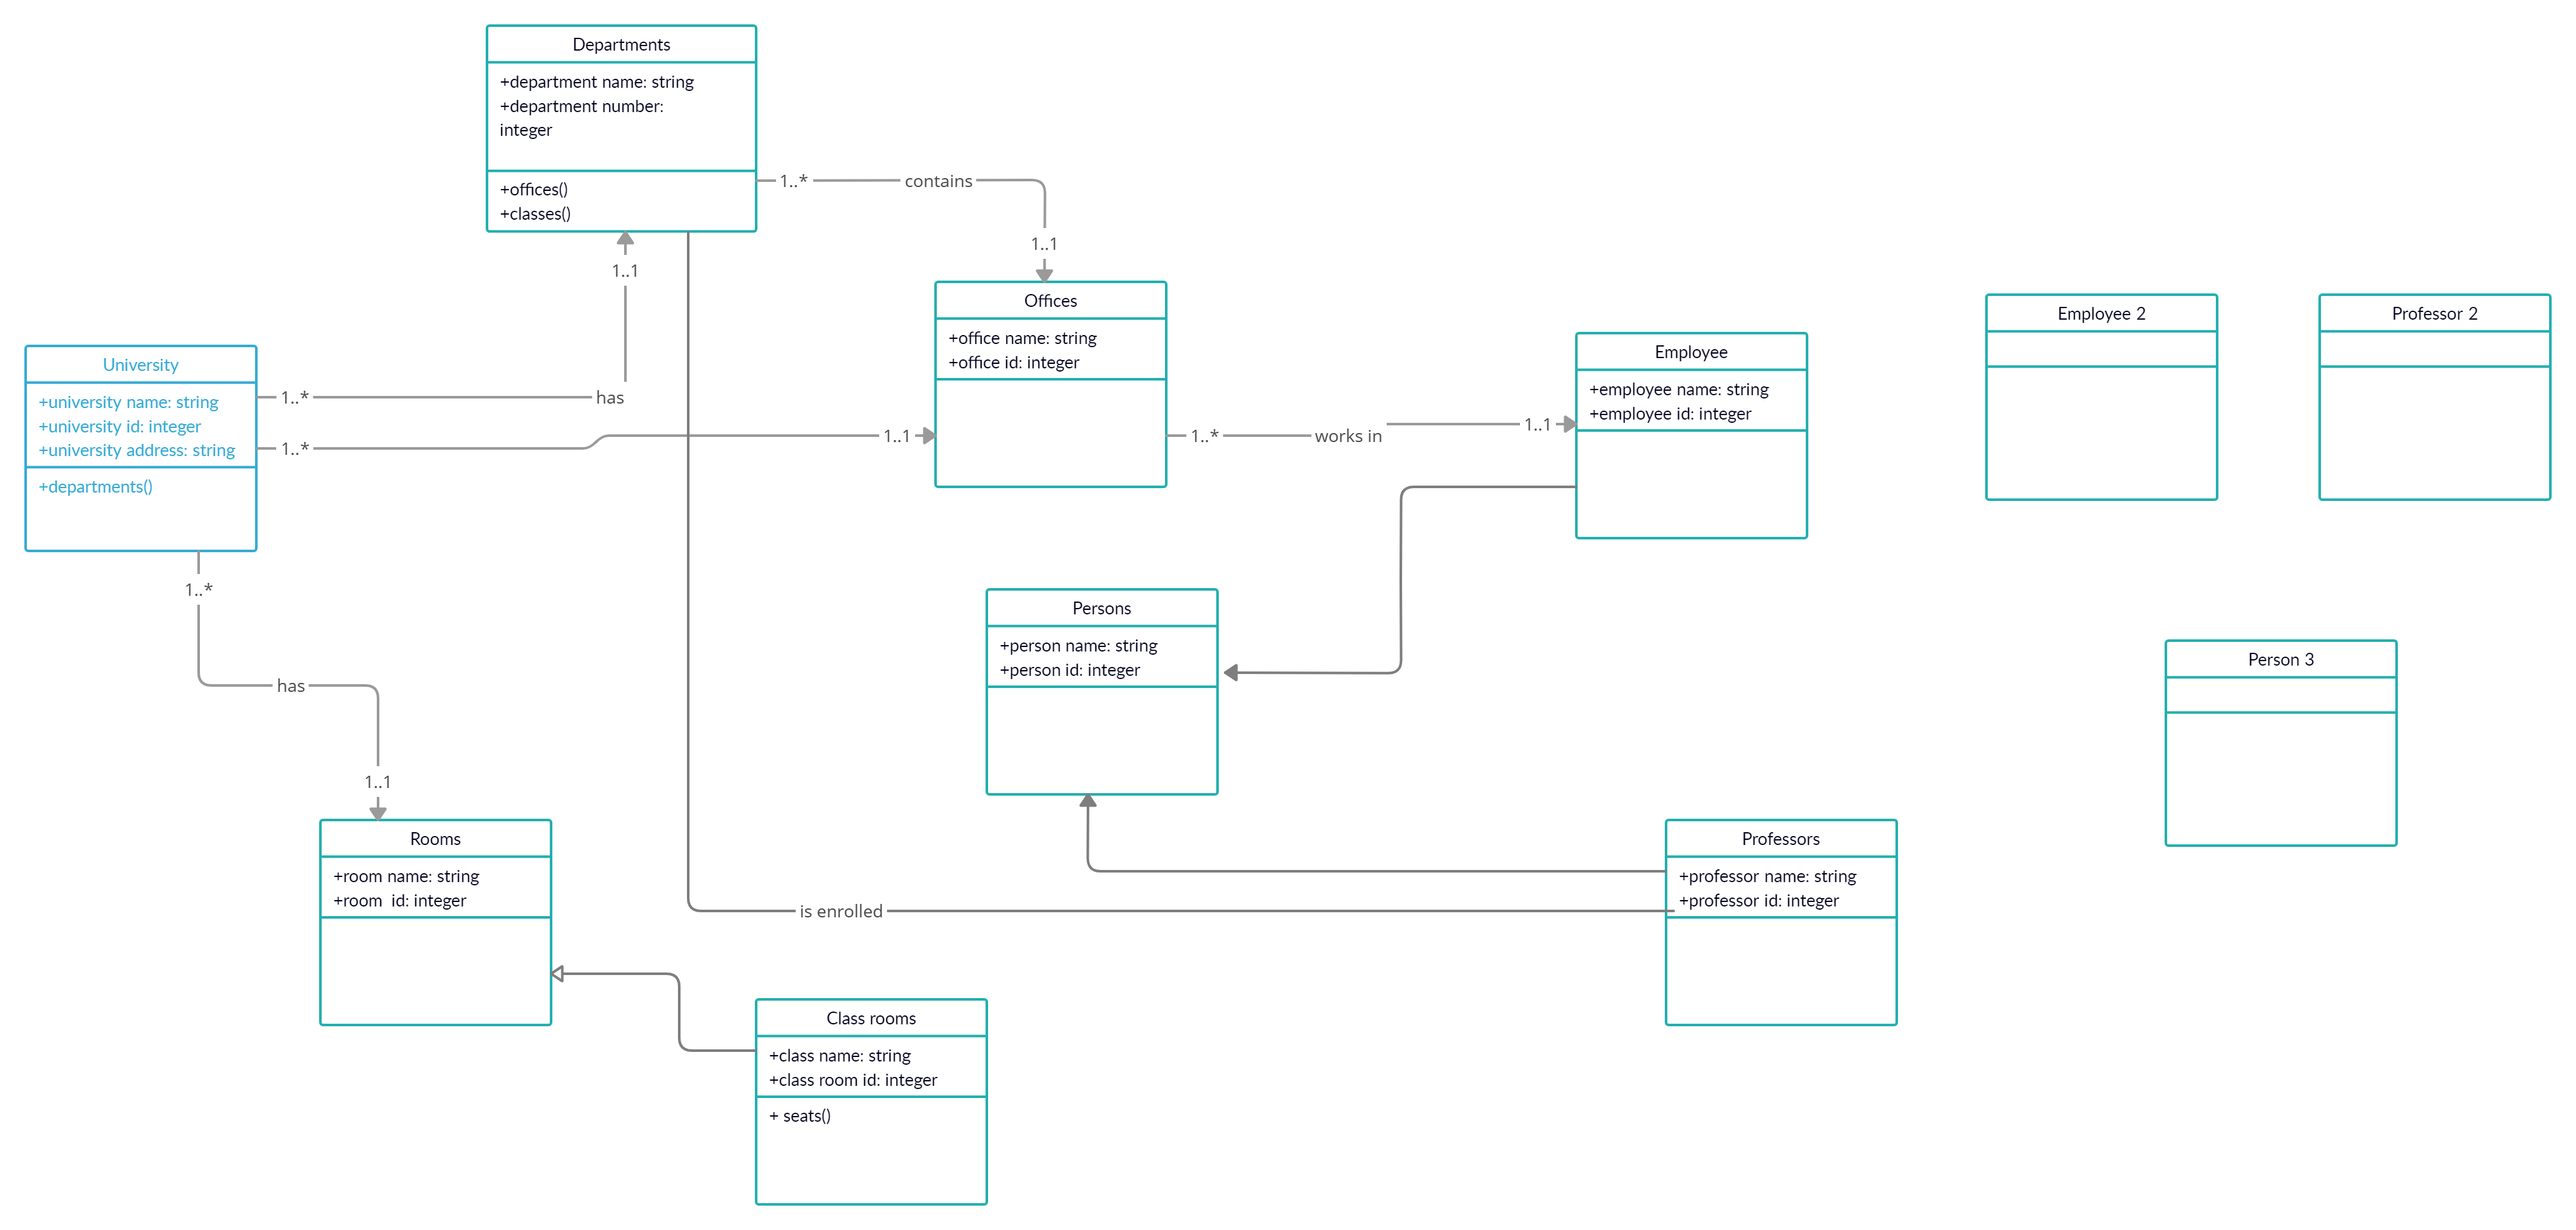 Departments
+department name: string
+department number:
integer
+offices()
+classes()
1..*
contains
1..1
1..1
Offices
+office name: string
+office id: integer
Employee 2
Professor 2
Employee
+employee name: string
+employee id: integer
University
+university name: string
+university id: integer
+university address: string
+departments()
1..*
has
1..*
1..1
1..*
works in
1..1
1..*
has
1..1
Persons
+person name: string
+person id: integer
Person 3
Rooms
+room name: string
+room  id: integer
Professors
+professor name: string
+professor id: integer
is enrolled
Class rooms
+class name: string
+class room id: integer
+ seats()